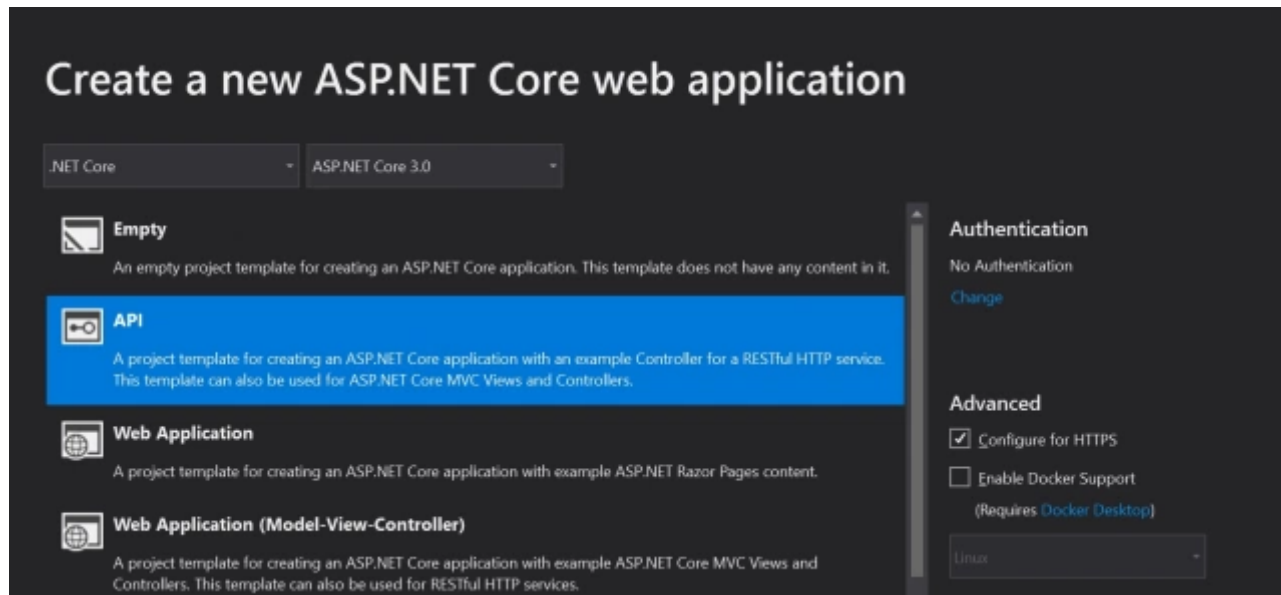 Create a new ASP.NET Core web application
.NET Core
ASP.NET Core 3.0
Empty
An empty project template for creating an ASP.NET Core application. This template does not have any content in it.
API
A project template for creating an ASP.NET Core application with an example Controller for a RESTful HTTP service.
This template can also be used for ASP.NET Core MVC Views and Controllers.
Web Application
A project template for creating an ASP.NET Core application with example ASP.NET Razor Pages content.
Web Application (Model-View-Controller)
A project template for creating an ASP.NET Core application with example ASP.NET Core MVC Views and
Controllers. This template can also be used for RESTful HTTP services.
Authentication
No Authentication
Change
Advanced
Configure for HTTPS
Enable Docker Support
(Requires Docker Desktop)
Linux